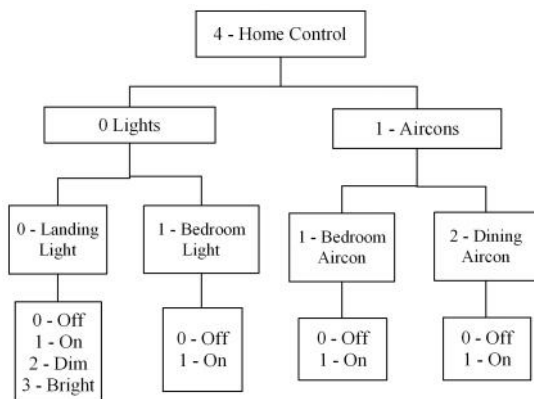 4 - Home Control
0 Lights
1 - Aircons
0 - Landing
Light
1 - Bedroom
Light
1 - Bedroom
Aircon
2 - Dining
Aircon
0 - Off
1 - On
2 - Dim
3 - Bright
0 - Off
1 - On
0 - Off
1 - On
0 - Off
1 - On